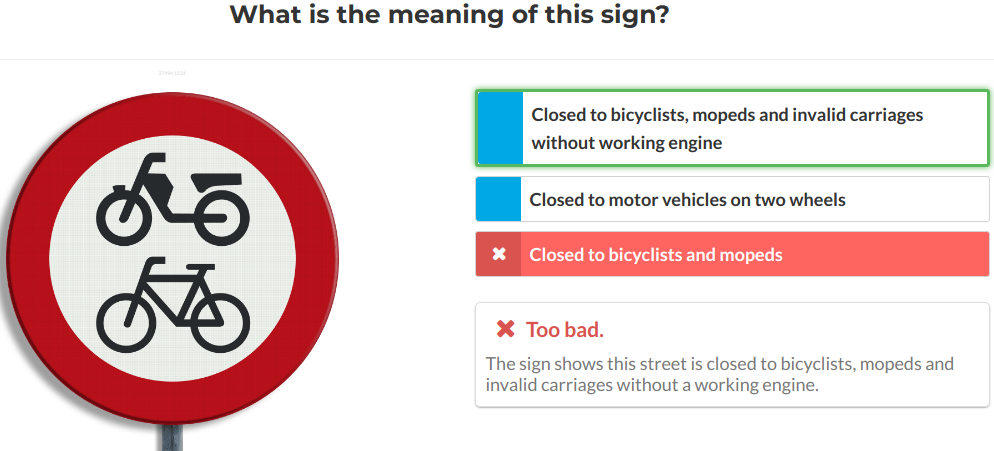 What is the meaning of this sign?
Closed to bicyclists, mopeds and invalid carriages
without working engine
Closed to motor vehicles on two wheels
Closed to bicyclists and mopeds
Too bad.
The sign shows this street is closed to bicyclists, mopeds and
invalid carriages without a working engine.